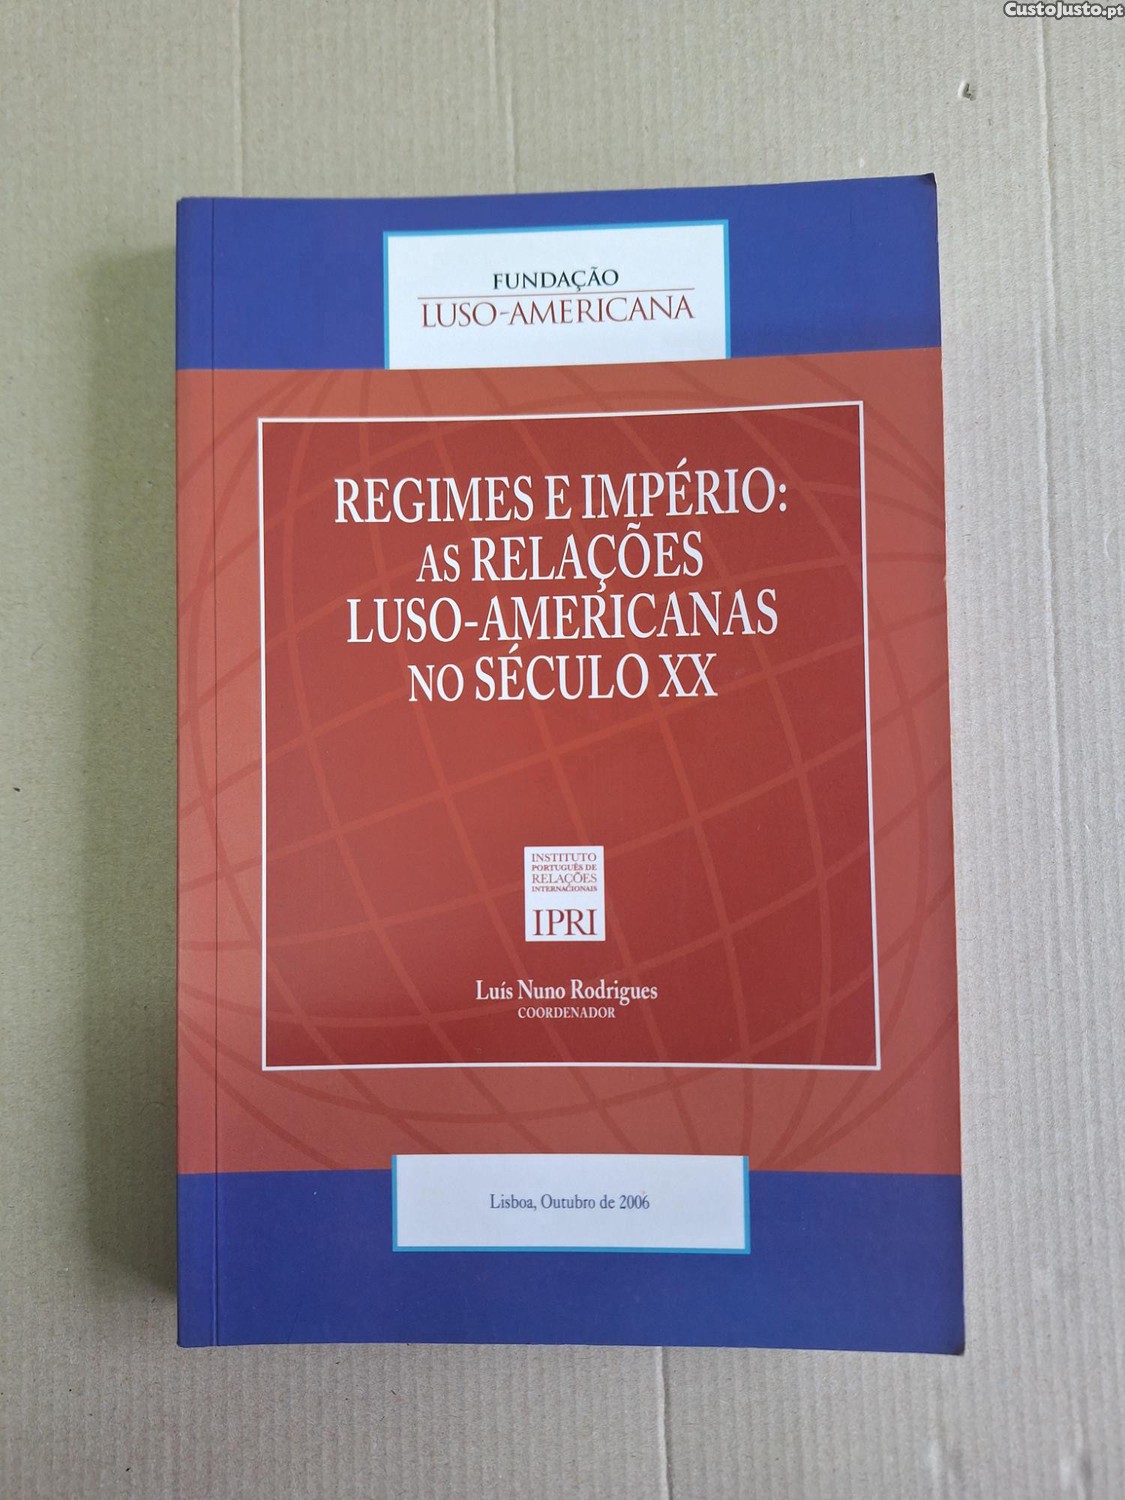 CustoJusto.pt
FUNDAÇÃO
LUSO-AMERICANA
REGIMES E IMPÉRIO:
AS RELAÇÕES
LUSO-AMERICANAS
NO SÉCULO XX
INSTITUTO
PORTUGUÊS DE
RELAÇÕES
INTERNACIONAIS
IPRI
Luís Nuno Rodrigues
COORDENADOR
Lisboa, Outubro de 2006